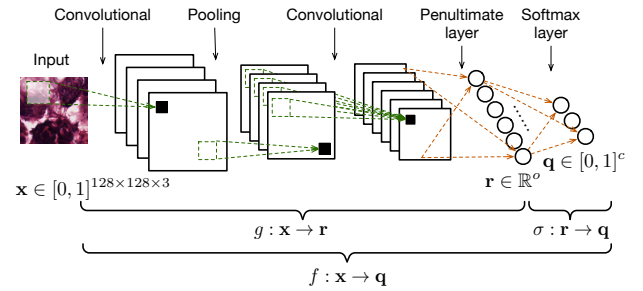 Convolutional Pooling Convolutional Penultimate layer Softmax layer
Input
x ∈ [0, 1]^{128×128×3}
r ∈ ℝ^o
q ∈ [0, 1]^c
g : x → r
σ : r → q
f : x → q